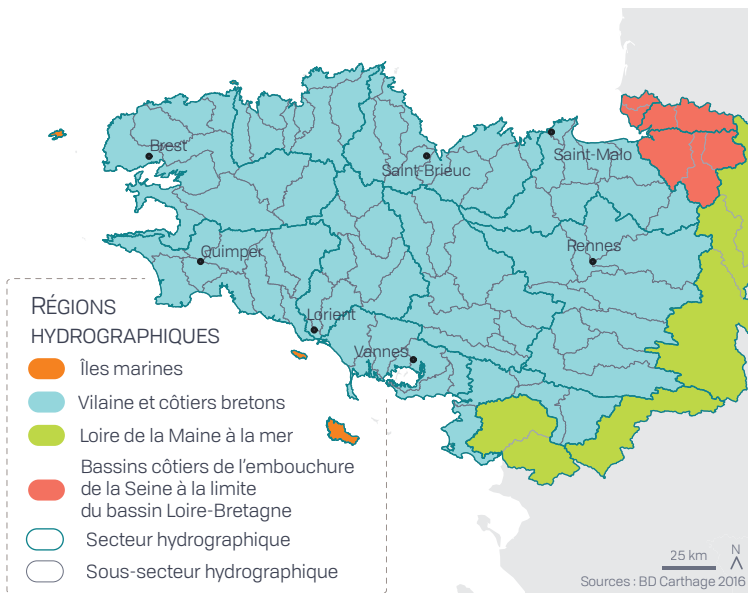 Brest
Saint-Brieuc
Saint-Malo
Quimper
Rennes
Lorient
Vannes
RÉGIONS
HYDROGRAPHIQUES
Îles marines
Vilaine et côtiers bretons
Loire de la Maine à la mer
Bassins côtiers de l'embouchure
de la Seine à la limite
du bassin Loire-Bretagne
Secteur hydrographique
Sous-secteur hydrographique
25 km
N
Sources : BD Carthage 2016